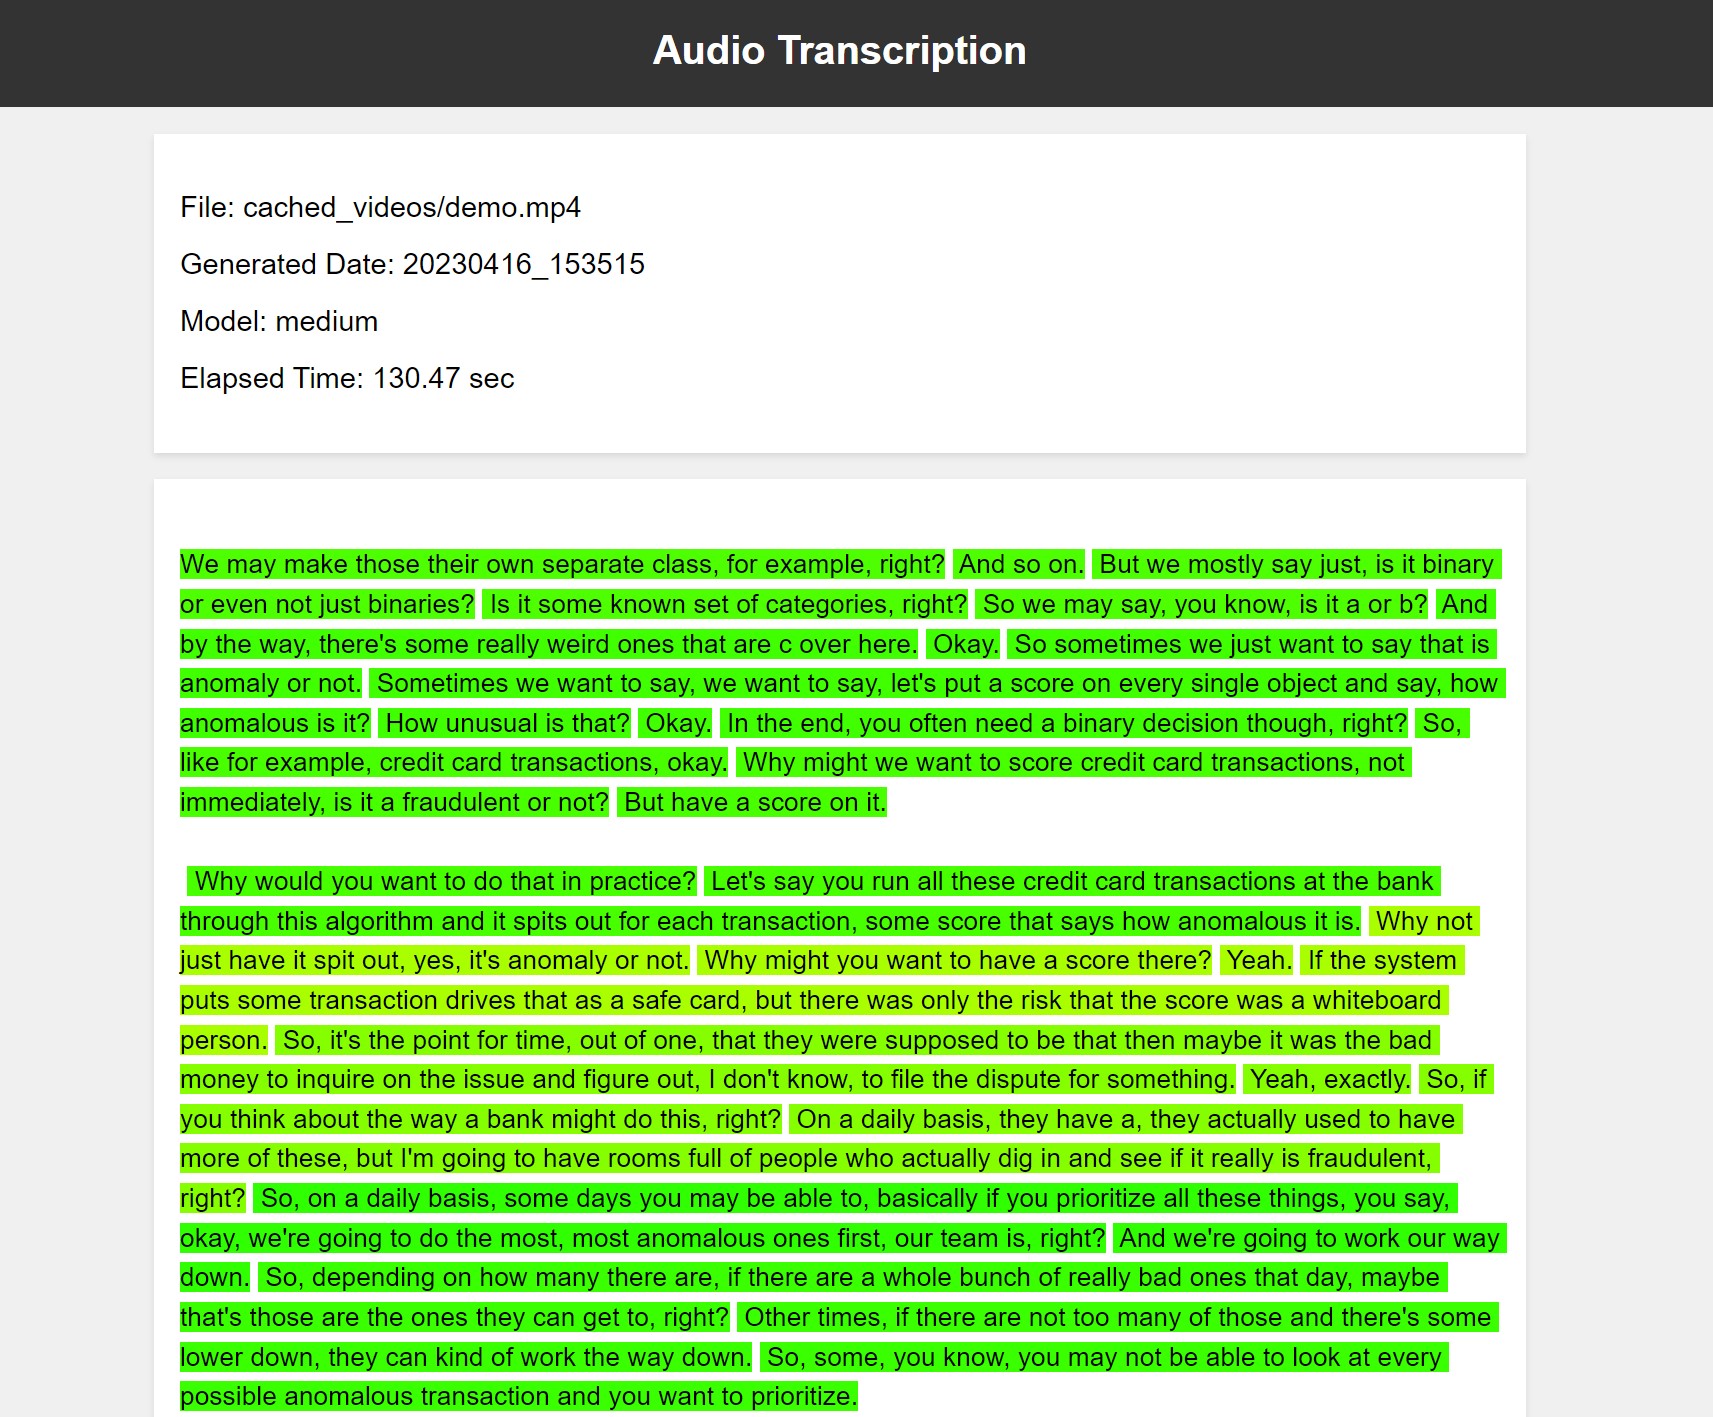 Audio Transcription
File: cached_videos/demo.mp4
Generated Date: 20230416_153515
Model: medium
Elapsed Time: 130.47 sec
We may make those their own separate class, for example, right? And so on. But we mostly say just, is it binary
or even not just binaries? Is it some known set of categories, right? So we may say, you know, is it a or b? And
by the way, there's some really weird ones that are c over here. Okay. So sometimes we just want to say that is
anomaly or not. Sometimes we want to say, we want to say, let's put a score on every single object and say, how
anomalous is it? How unusual is that? Okay. In the end, you often need a binary decision though, right? So,
like for example, credit card transactions, okay. Why might we want to score credit card transactions, not
immediately, is it a fraudulent or not? But have a score on it.
Why would you want to do that in practice? Let's say you run all these credit card transactions at the bank
through this algorithm and it spits out for each transaction, some score that says how anomalous it is. Why not
just have it spit out, yes, it's anomaly or not. Why might you want to have a score there? Yeah. If the system
puts some transaction drives that as a safe card, but there was only the risk that the score was a whiteboard
person. So, it's the point for time, out of one, that they were supposed to be that then maybe it was the bad
money to inquire on the issue and figure out, I don't know, to file the dispute for something. Yeah, exactly. So, if
you think about the way a bank might do this, right? On a daily basis, they have a, they actually used to have
more of these, but I'm going to have rooms full of people who actually dig in and see if it really is fraudulent,
right? So, on a daily basis, some days you may be able to, basically if you prioritize all these things, you say,
okay, we're going to do the most, most anomalous ones first, our team is, right? And we're going to work our way
down. So, depending on how many there are, if there are a whole bunch of really bad ones that day, maybe
that's those are the ones they can get to, right? Other times, if there are not too many of those and there's some
lower down, they can kind of work the way down. So, some, you know, you may not be able to look at every
possible anomalous transaction and you want to prioritize.